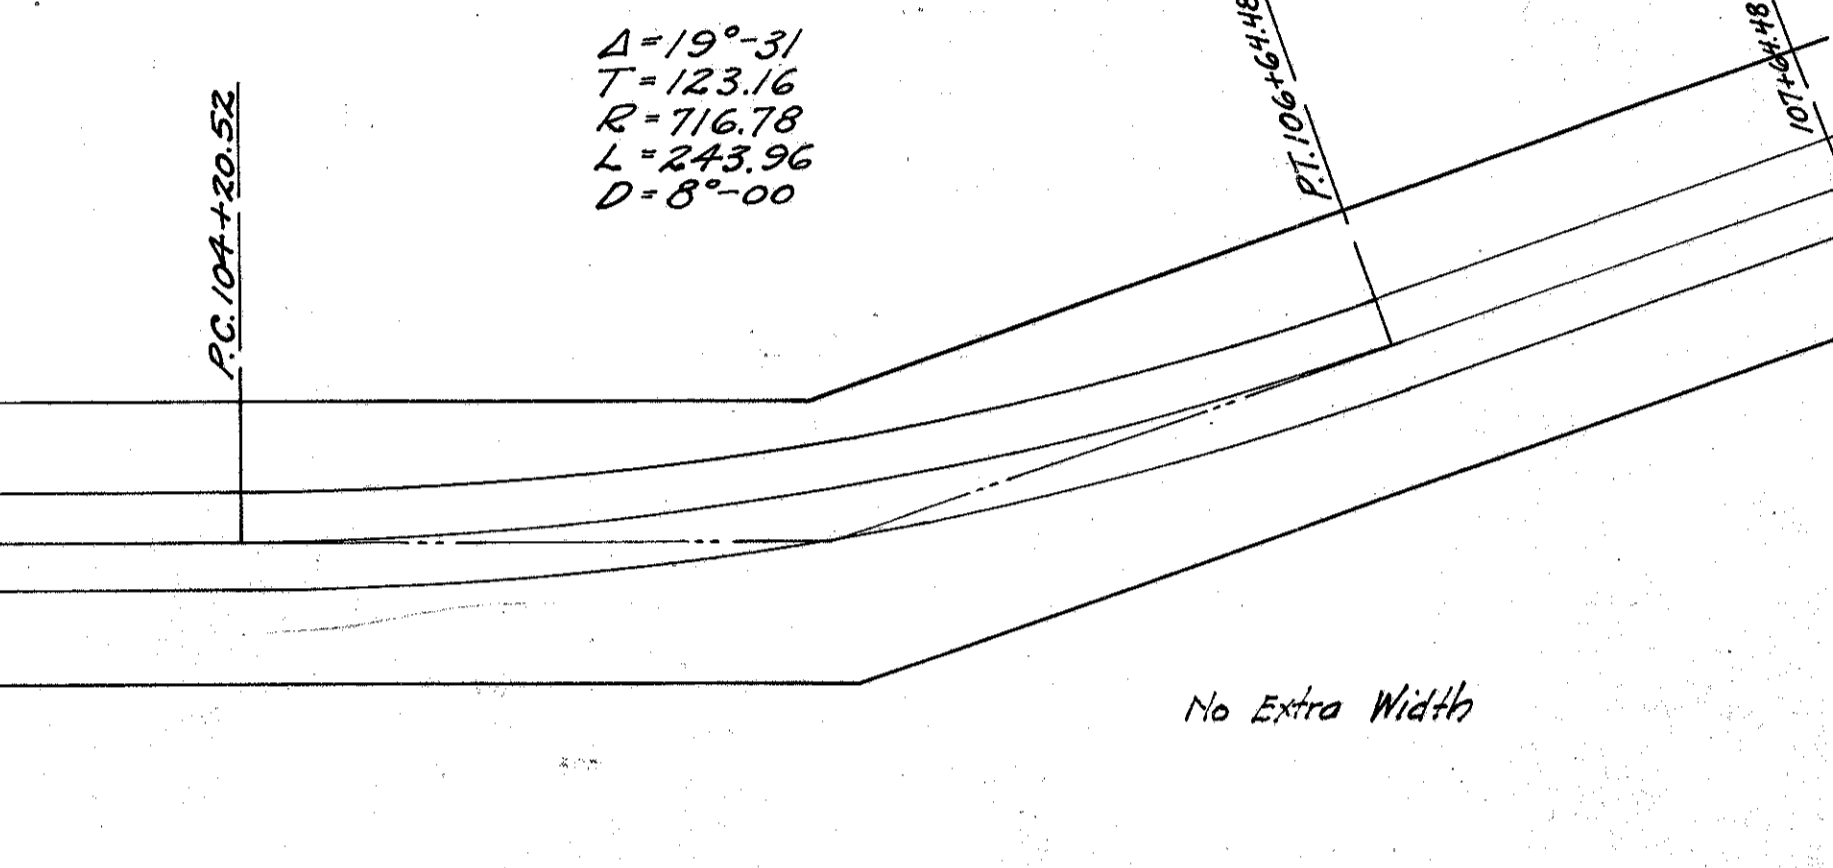 Δ=19°-31
T=123.16
R=716.78
L=243.96
D=8°-00
P.C. 104+20.52
P.T. 106+64.48
107+64.48
No Extra Width